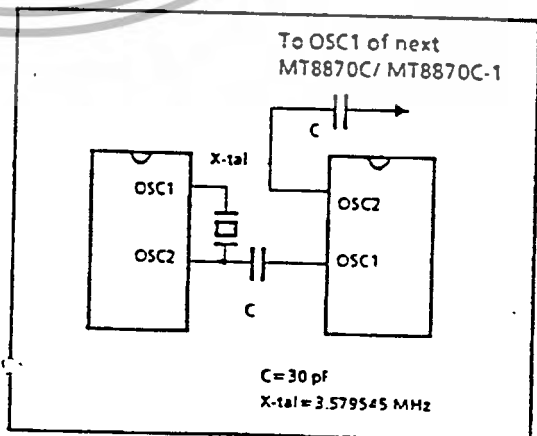 To OSC1 of next
MT8870C/ MT8870C-1
C
X-tal
OSC1
OSC2
OSC2
OSC1
C
C= 30 pF
X-tal = 3.579545 MHz